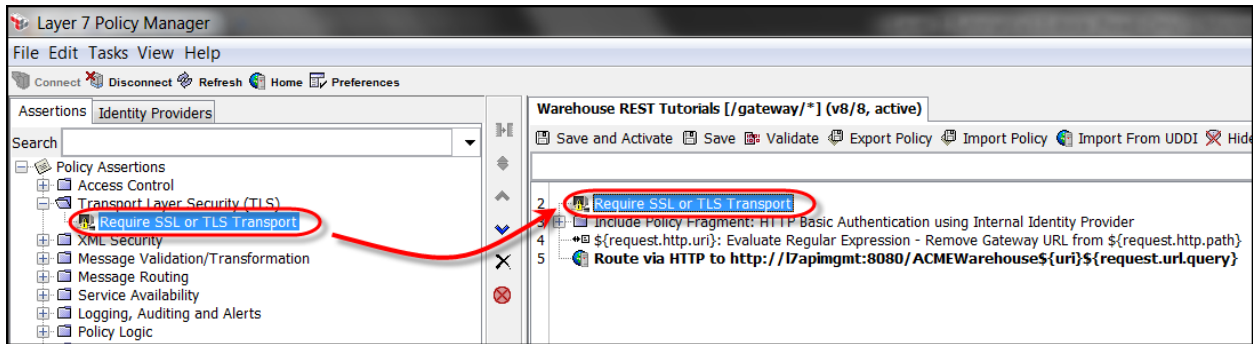 Layer 7 Policy Manager
File Edit Tasks View Help
Connect Disconnect Refresh Home Preferences
Assertions Identity Providers
Search
Policy Assertions
Access Control
Transport Layer Security (TLS)
Require SSL or TLS Transport
XML Security
Message Validation/Transformation
Message Routing
Service Availability
Logging, Auditing and Alerts
Policy Logic
Warehouse REST Tutorials [/gateway/*] (v8/8, active)
Save and Activate Save Validate Export Policy Import Policy Import From UDDI Hide
2 Require SSL or TLS Transport
3 Include Policy Fragment: HTTP Basic Authentication using Internal Identity Provider
4 ${request.http.uri}: Evaluate Regular Expression - Remove Gateway URL from ${request.http.path}
5 Route via HTTP to http://l7apimgmt:8080/ACMEWarehouse${uri}${request.url.query}